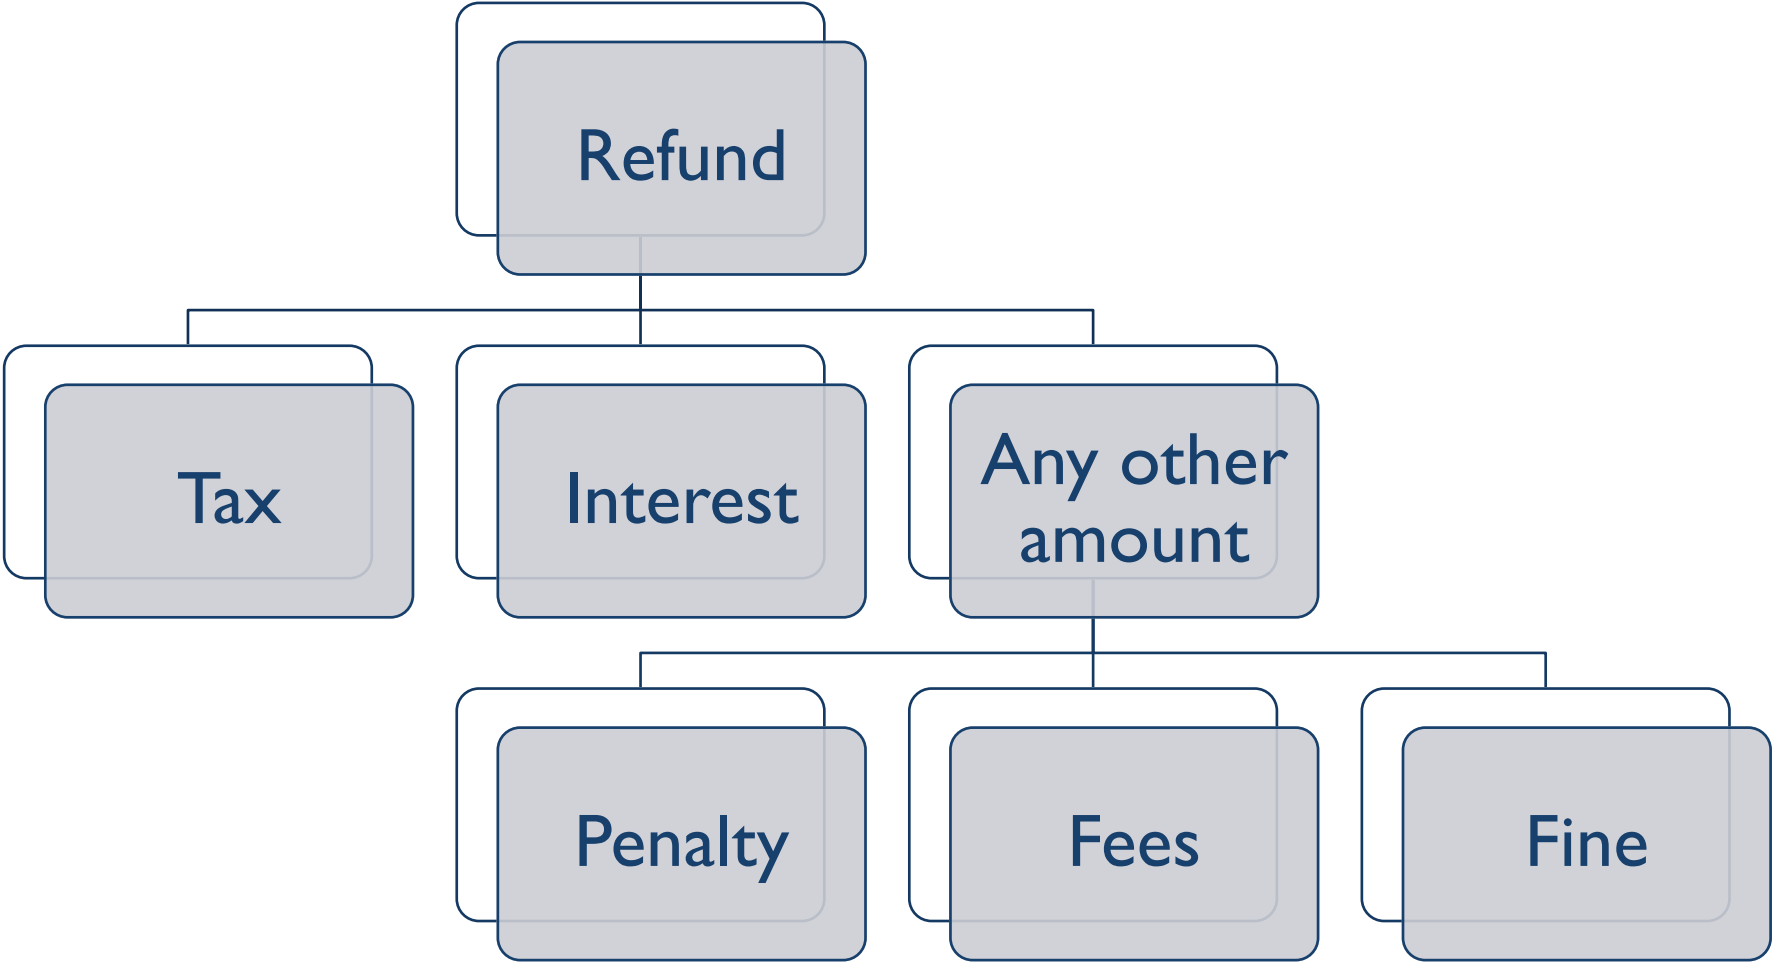 Refund
Tax
Interest
Any other
amount
Penalty
Fees
Fine